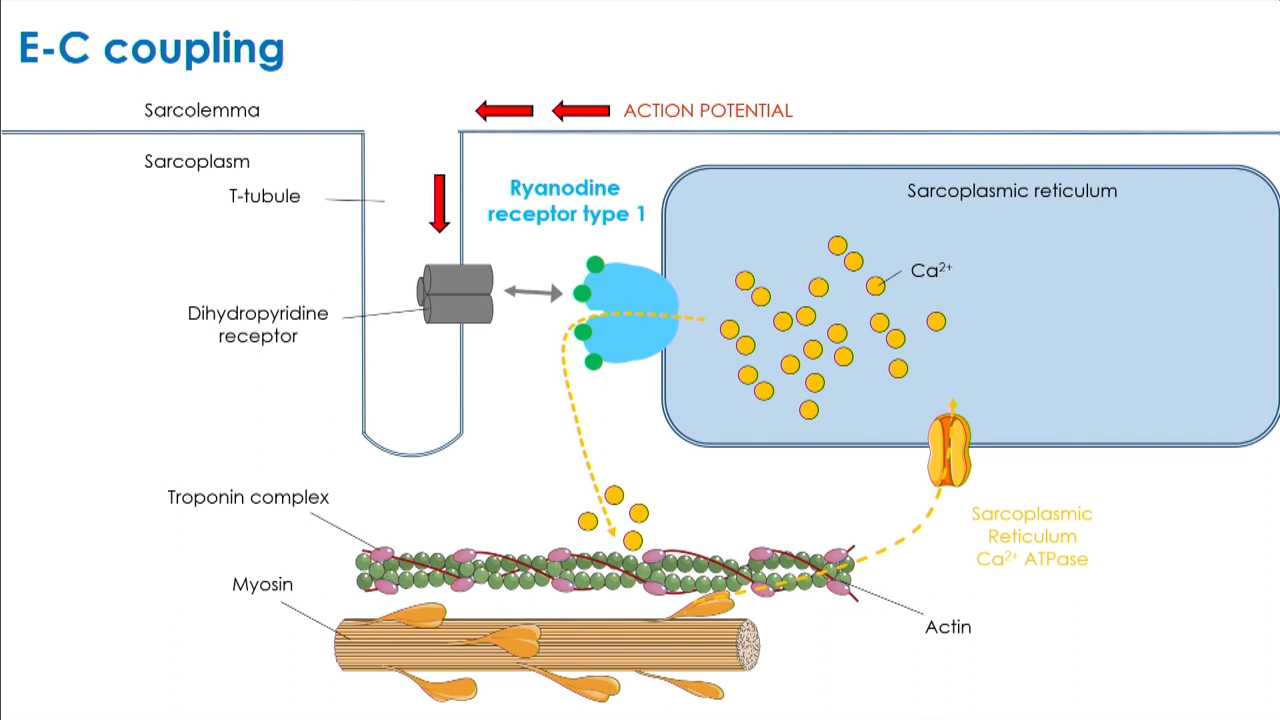 E-C coupling
Sarcolemma
ACTION POTENTIAL
Sarcoplasm
T-tubule
Ryanodine
receptor type 1
Sarcoplasmic reticulum
Ca²⁺
Dihydropyridine
receptor
Troponin complex
Sarcoplasmic
Reticulum
Ca²⁺ ATPase
Myosin
Actin